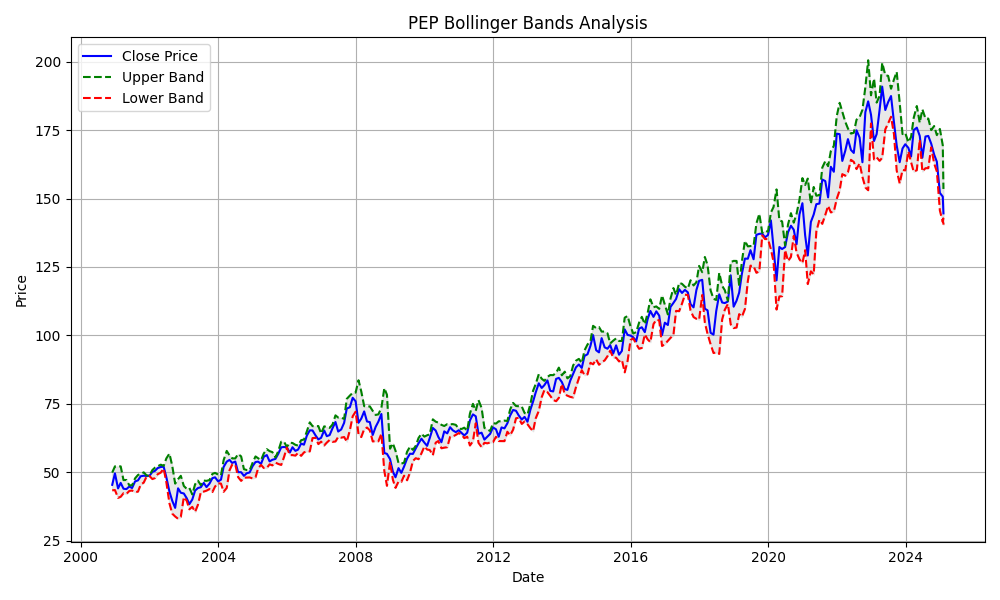 PEP Bollinger Bands Analysis
Close Price
Upper Band
Lower Band
200
175
150
125
100
75
50
25
Price
2000
2004
2008
2012
2016
2020
2024
Date